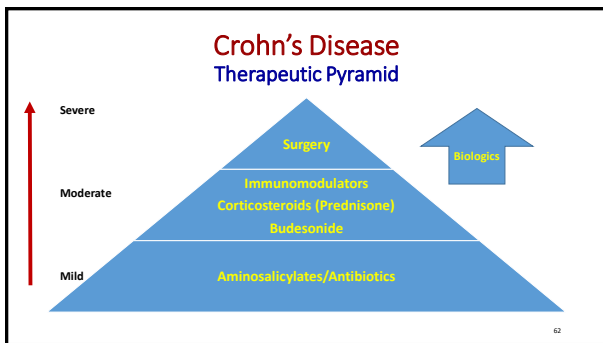 Crohn's Disease
Therapeutic Pyramid
Severe
Surgery
Biologics
Immunomodulators
Moderate
Corticosteroids (Prednisone)
Budesonide
Mild
Aminosalicylates/Antibiotics
62